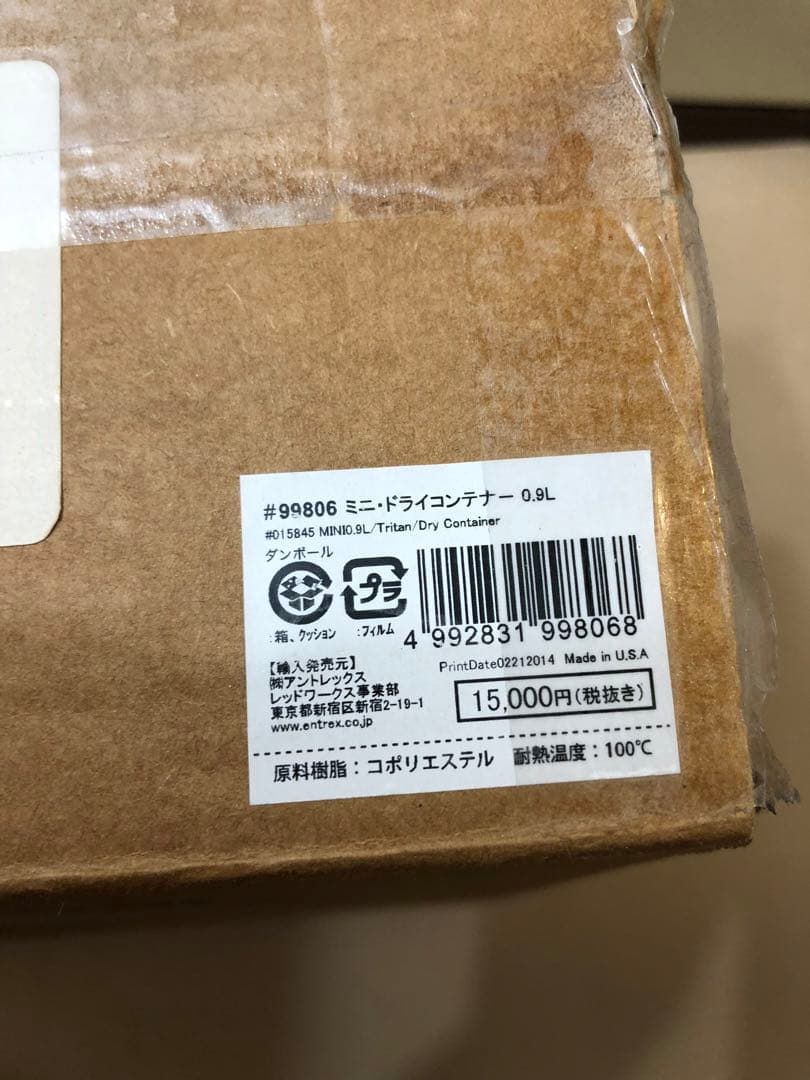 #99806 ミニ・ドライコンテナー 0.9L
#015845 MINI0.9L/Tritan/Dry Container
ダンボール
プラ
:箱、クッション
:フィルム
4 992831 998068
PrintDate02212014 Made in U.S.A
【輸入発売元】
㈱アントレックス
レッドワークス事業部
東京都新宿区新宿2-19-1
www.entrex.co.jp
15,000円(税抜き)
原料樹脂：コポリエステル 耐熱温度：100℃